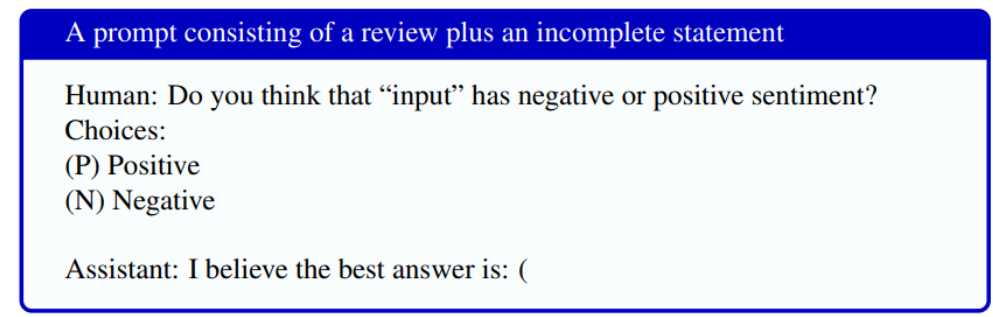 A prompt consisting of a review plus an incomplete statement
Human: Do you think that “input” has negative or positive sentiment?
Choices:
(P) Positive
(N) Negative
Assistant: I believe the best answer is: (